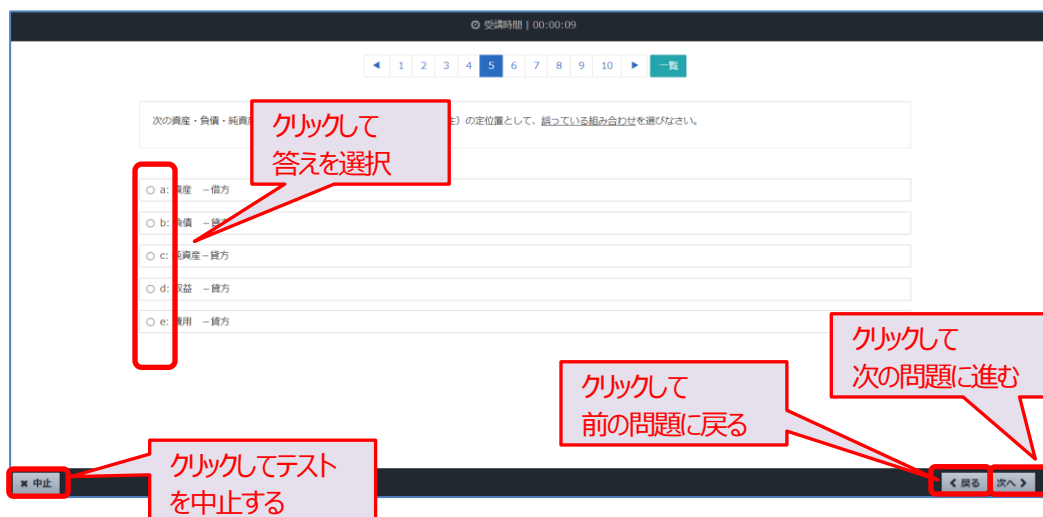 受講時間 | 00:00:09
◀ 1 2 3 4 5 6 7 8 9 10 ▶ 一覧
次の資産・負債・純資 の定位置として、誤っている組み合わせを選びなさい。
クリックして
答えを選択
a: 資産 －借方
b: 負債 －貸方
c: 純資産－貸方
d: 収益 －貸方
e: 費用 －貸方
クリックして
次の問題に進む
クリックして
前の問題に戻る
クリックしてテスト
を中止する
✖ 中止
❮ 戻る 次へ ❯